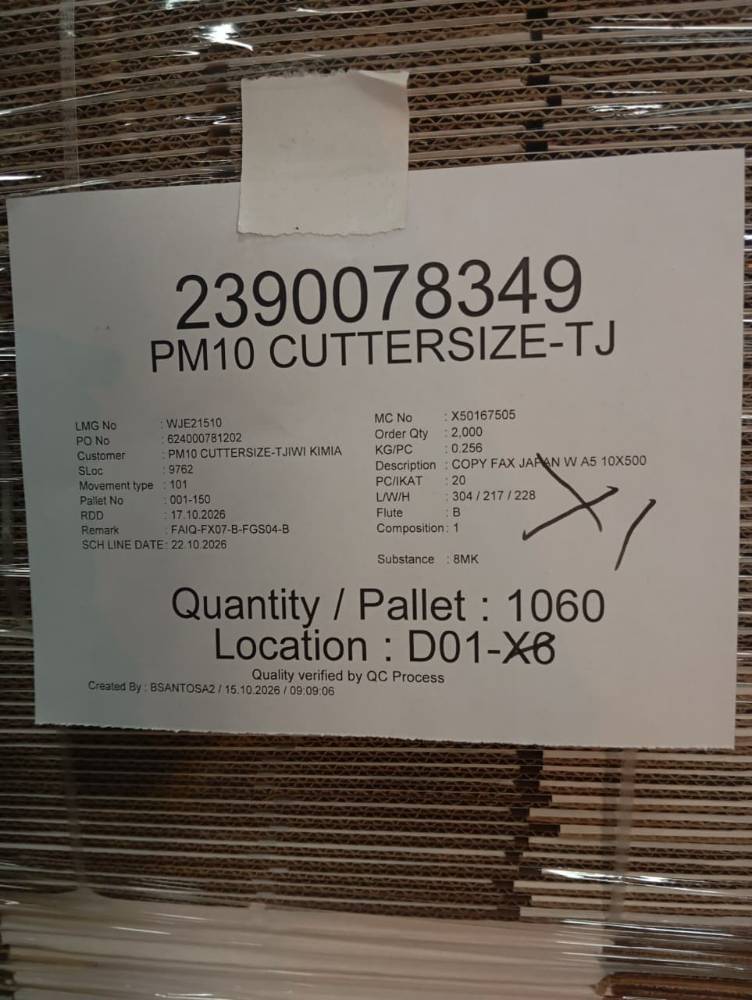 2390078349
PM10 CUTTERSIZE-TJ
LMG No : WJE21510
PO No : 624000781202
Customer : PM10 CUTTERSIZE-TJIWI KIMIA
SLoc : 9762
Movement type : 101
Pallet No : 001-150
RDD : 17.10.2026
Remark : FAIQ-FX07-B-FGS04-B
SCH LINE DATE : 22.10.2026
MC No : X50167505
Order Qty : 2,000
KG/PC : 0.256
Description : COPY FAX JAPAN W A5 10X500
PC/IKAT : 20
L/W/H : 304 / 217 / 228
Flute : B
Composition : 1
Substance : 8MK
X1
Quantity / Pallet : 1060
Location : D01-X6
Quality verified by QC Process
Created By : BSANTOSA2 / 15.10.2026 / 09:09:06